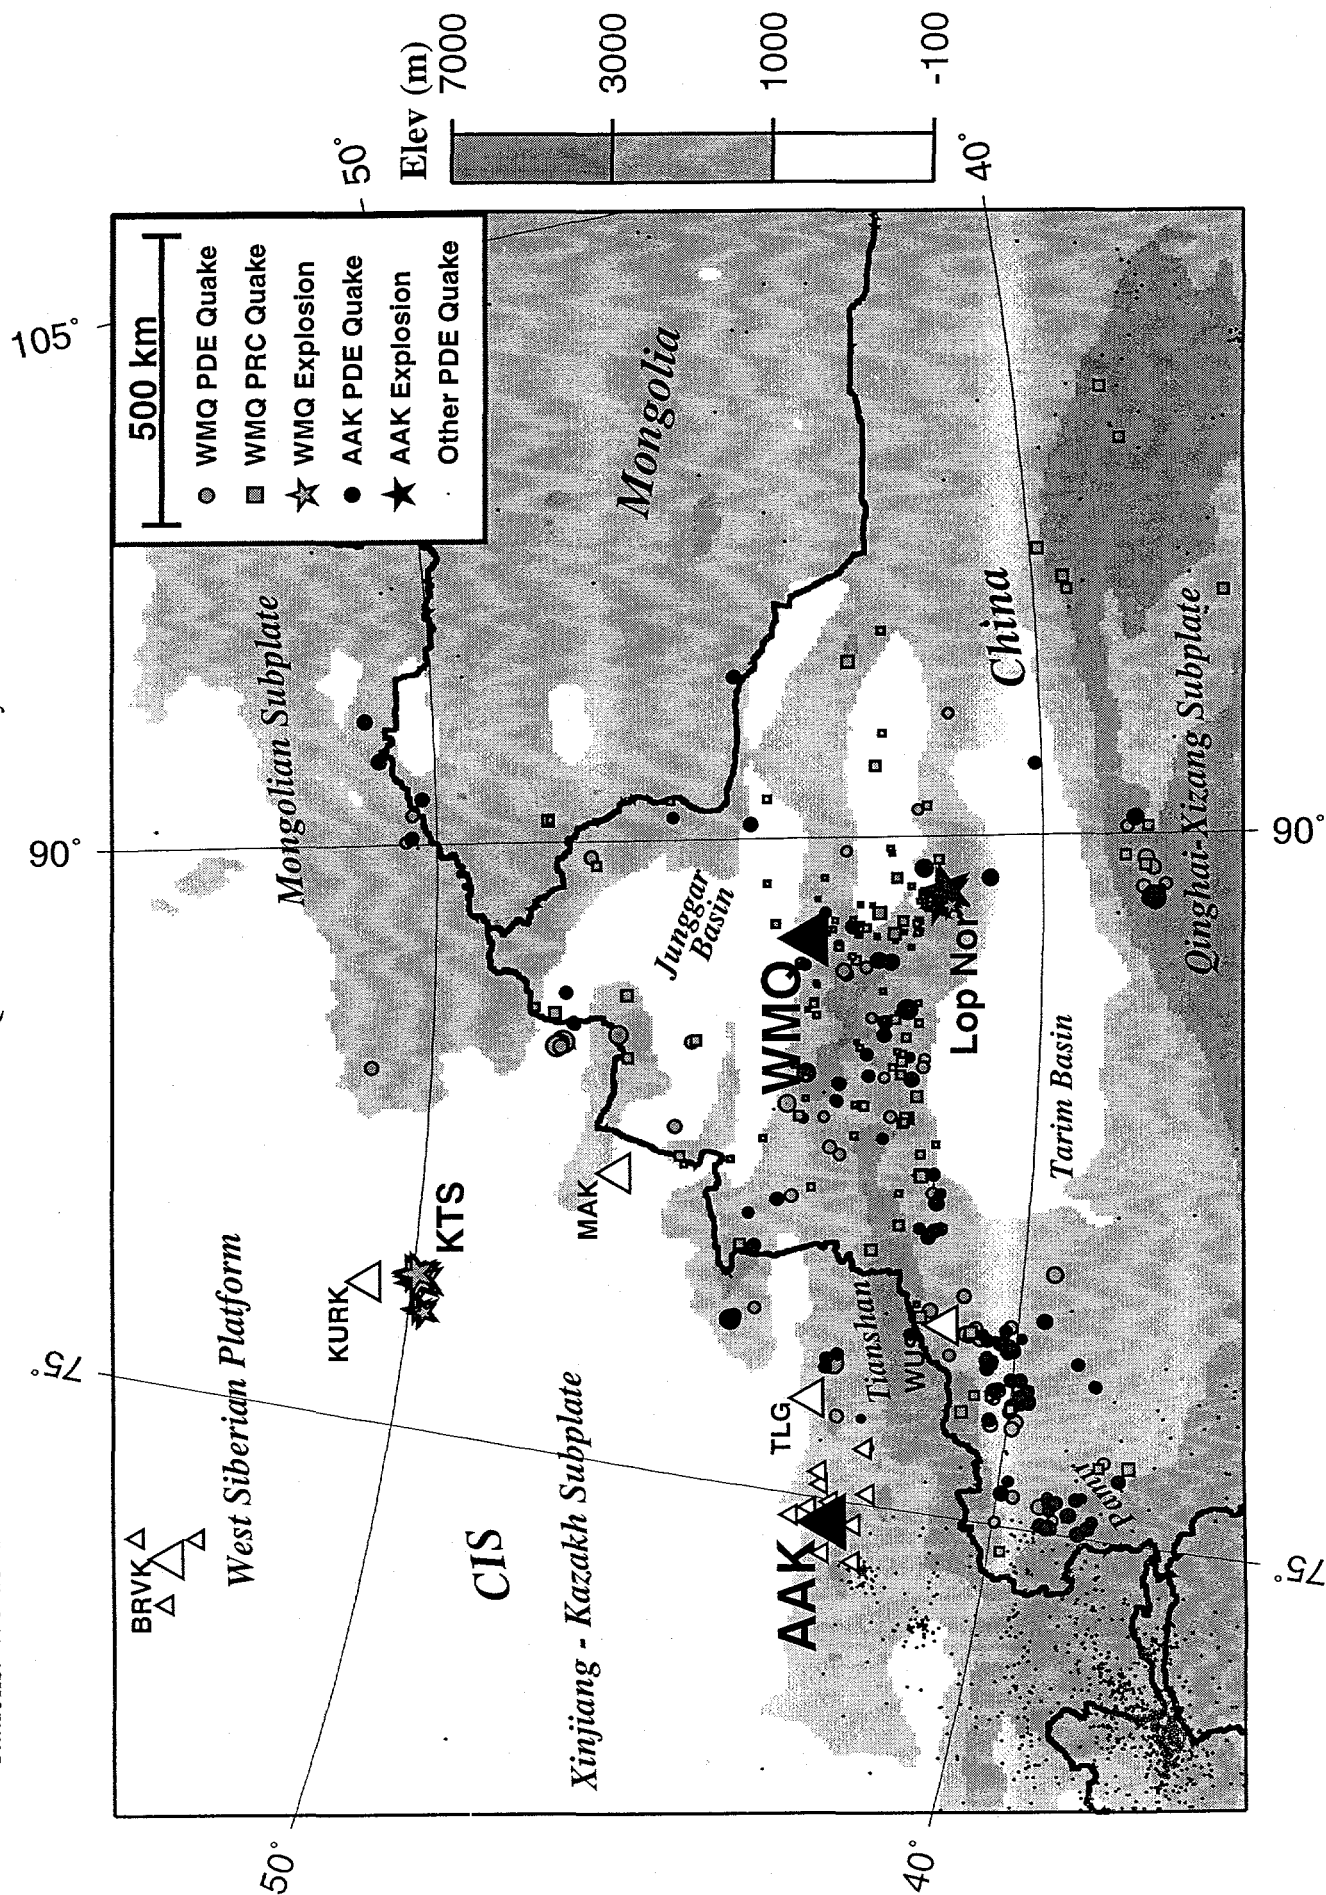 105°
90°
75°
50°
500 km
WMQ PDE Quake
WMQ PRC Quake
WMQ Explosion
AAK PDE Quake
AAK Explosion
Other PDE Quake
50°
Elev (m)
7000
3000
1000
-100
40°
BRVK
West Siberian Platform
KURK
KTS
Mongolian Subplate
CIS
Xinjiang - Kazakh Subplate
MAK
Junggar
Basin
Mongolia
AAK
TLG
WMQ
Tianshan
WUS
Lop Nor
China
Tarim Basin
Pamir
Qinghai-Xizang Subplate
40°
75°
90°